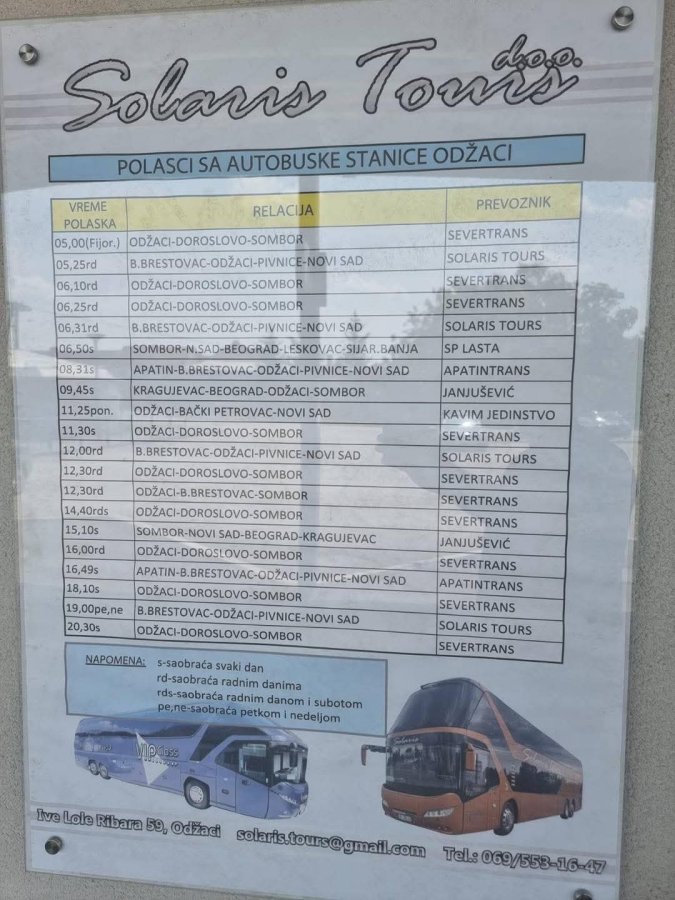 Solaris Tours d.o.o.
POLASCI SA AUTOBUSKE STANICE ODŽACI
VREME POLASKA RELACIJA PREVOZNIK
05,00(Fijor.) ODŽACI-DOROSLOVO-SOMBOR SEVERTRANS
05,25rd B.BRESTOVAC-ODŽACI-PIVNICE-NOVI SAD SOLARIS TOURS
06,10rd ODŽACI-DOROSLOVO-SOMBOR SEVERTRANS
06,25rd ODŽACI-DOROSLOVO-SOMBOR SEVERTRANS
06,31rd B.BRESTOVAC-ODŽACI-PIVNICE-NOVI SAD SOLARIS TOURS
06,50s SOMBOR-N.SAD-BEOGRAD-LESKOVAC-SIJAR.BANJA SP LASTA
08,31s APATIN-B.BRESTOVAC-ODŽACI-PIVNICE-NOVI SAD APATINTRANS
09,45s KRAGUJEVAC-BEOGRAD-ODŽACI-SOMBOR JANJUŠEVIĆ
11,25pon. ODŽACI-BAČKI PETROVAC-NOVI SAD KAVIM JEDINSTVO
11,30s ODŽACI-DOROSLOVO-SOMBOR SEVERTRANS
12,00rd B.BRESTOVAC-ODŽACI-PIVNICE-NOVI SAD SOLARIS TOURS
12,30rd ODŽACI-DOROSLOVO-SOMBOR SEVERTRANS
12,30rd ODŽACI-B.BRESTOVAC-SOMBOR SEVERTRANS
14,40rds ODŽACI-DOROSLOVO-SOMBOR SEVERTRANS
15,10s SOMBOR-NOVI SAD-BEOGRAD-KRAGUJEVAC JANJUŠEVIĆ
16,00rd ODŽACI-DOROSLOVO-SOMBOR SEVERTRANS
16,49s APATIN-B.BRESTOVAC-ODŽACI-PIVNICE-NOVI SAD APATINTRANS
18,10s ODŽACI-DOROSLOVO-SOMBOR SEVERTRANS
19,00pe,ne B.BRESTOVAC-ODŽACI-PIVNICE-NOVI SAD SOLARIS TOURS
20,30s ODŽACI-DOROSLOVO-SOMBOR SEVERTRANS
NAPOMENA: s-saobraća svaki dan
rd-saobraća radnim danima
rds-saobraća radnim danom i subotom
pe,ne-saobraća petkom i nedeljom
Vip Class
Solaris
Ive Lole Ribara 59, Odžaci solaris.tours@gmail.com Tel.: 069/553-16-47